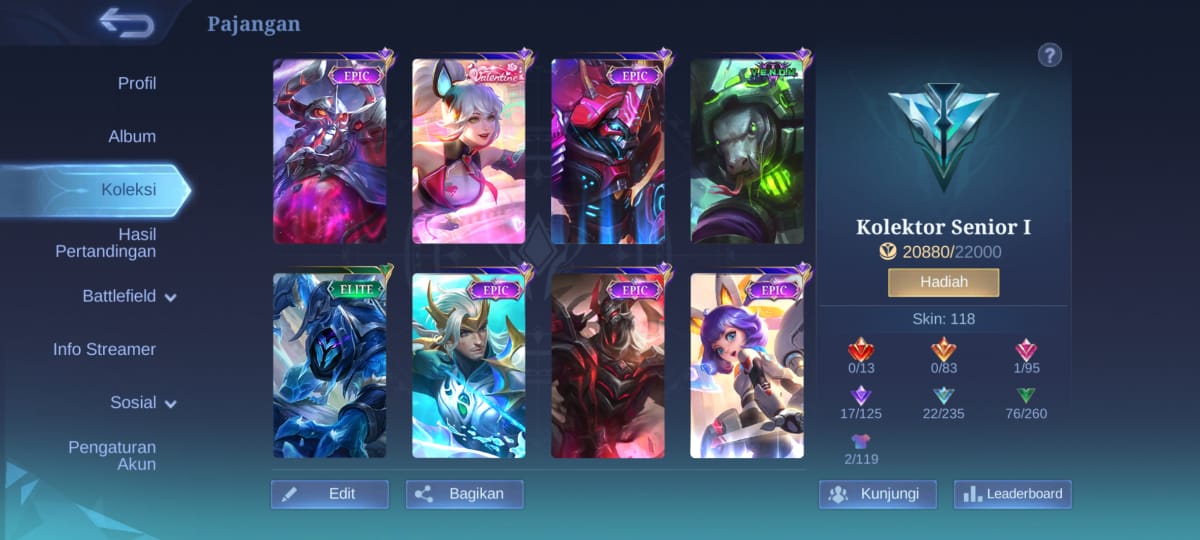 Pajangan
Profil
Album
Koleksi
Hasil
Pertandingan
Battlefield
Info Streamer
Sosial
Pengaturan
Akun
EPIC
Valentine
EPIC
V.E.N.O.M.
ELITE
EPIC
EPIC
EPIC
Edit
Bagikan
?
Kolektor Senior I
20880/22000
Hadiah
Skin: 118
0/13
0/83
1/95
17/125
22/235
76/260
2/119
Kunjungi
Leaderboard